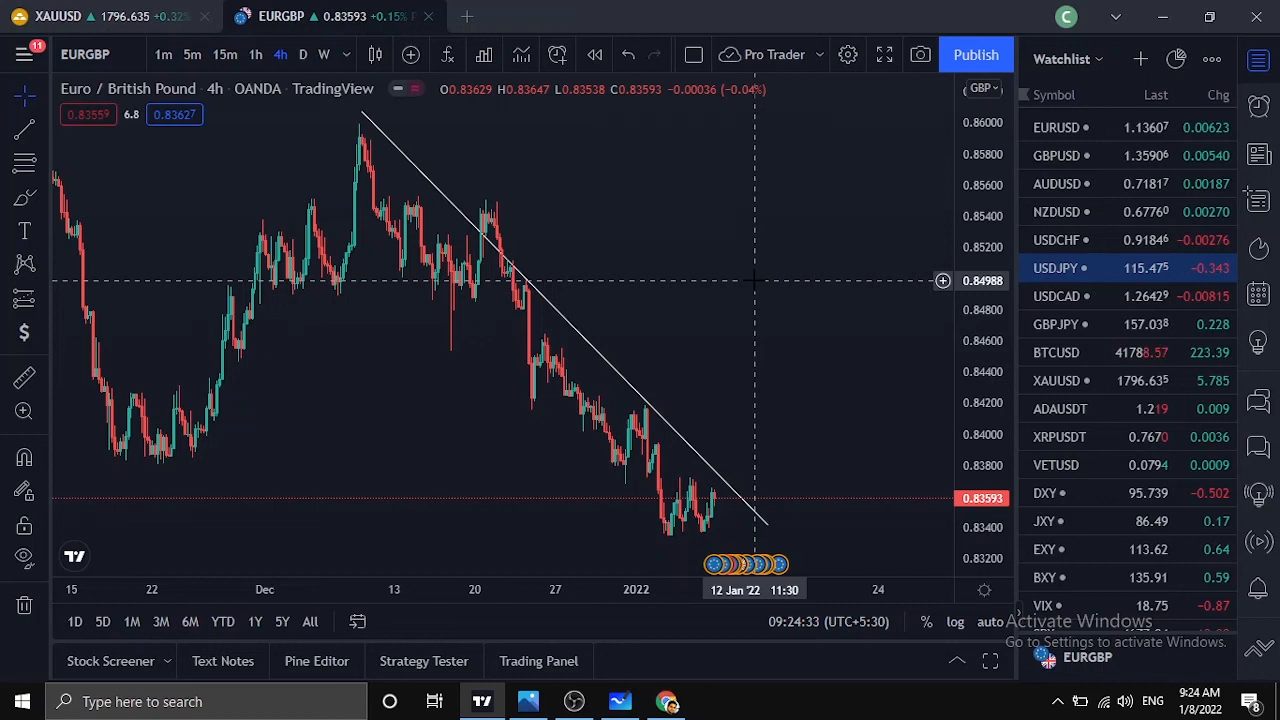 XAUUSD ▲ 1796.635 +0.32%
EURGBP ▲ 0.83593 +0.15%
C
11
EURGBP 1m 5m 15m 1h 4h D W Pro Trader Publish
Watchlist
Euro / British Pound · 4h · OANDA · TradingView O0.83629 H0.83647 L0.83538 C0.83593 -0.00036 (-0.04%)
0.83559 6.8 0.83627
GBP
0.86000
0.85800
0.85600
0.85400
0.85200
0.84988
0.84800
0.84600
0.84400
0.84200
0.84000
0.83800
0.83593
0.83400
0.83200
Symbol Last Chg
EURUSD 1.13607 0.00623
GBPUSD 1.35906 0.00540
AUDUSD 0.71817 0.00187
NZDUSD 0.67760 0.00270
USDCHF 0.91846 -0.00276
USDJPY 115.475 -0.343
USDCAD 1.26429 -0.00815
GBPJPY 157.038 0.228
BTCUSD 41788.57 223.39
XAUUSD 1796.635 5.785
ADAUSDT 1.219 0.009
XRPUSDT 0.7670 0.0036
VETUSD 0.0794 0.0009
DXY 95.739 -0.502
JXY 86.49 0.17
EXY 113.62 0.64
BXY 135.91 0.59
VIX 18.75 -0.87
EURGBP
15 22 Dec 13 20 27 2022 12 Jan '22 11:30 24
1D 5D 1M 3M 6M YTD 1Y 5Y All 09:24:33 (UTC+5:30) % log auto
Activate Windows
Go to Settings to activate Windows.
Stock Screener Text Notes Pine Editor Strategy Tester Trading Panel
Type here to search
ENG
9:24 AM
1/8/2022
8